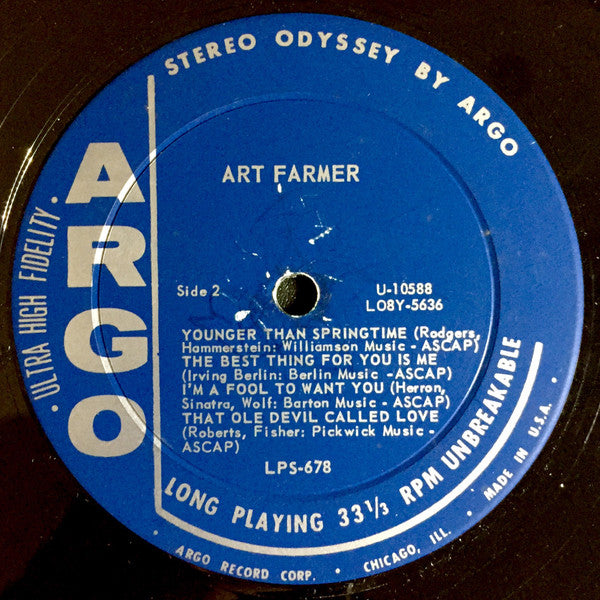 STEREO ODYSSEY BY ARGO
· ULTRA HIGH FIDELITY ·
ARGO
ART FARMER
Side 2
U-10588
LO8Y-5636
YOUNGER THAN SPRINGTIME (Rodgers,
Hammerstein: Williamson Music - ASCAP)
THE BEST THING FOR YOU IS ME
(Irving Berlin: Berlin Music - ASCAP)
I'M A FOOL TO WANT YOU (Herron,
Sinatra, Wolf: Barton Music - ASCAP)
THAT OLE DEVIL CALLED LOVE
(Roberts, Fisher: Pickwick Music -
ASCAP)
LPS-678
LONG PLAYING 33 1/3 RPM UNBREAKABLE
· ARGO RECORD CORP. · CHICAGO, ILL. · MADE IN U.S.A. ·